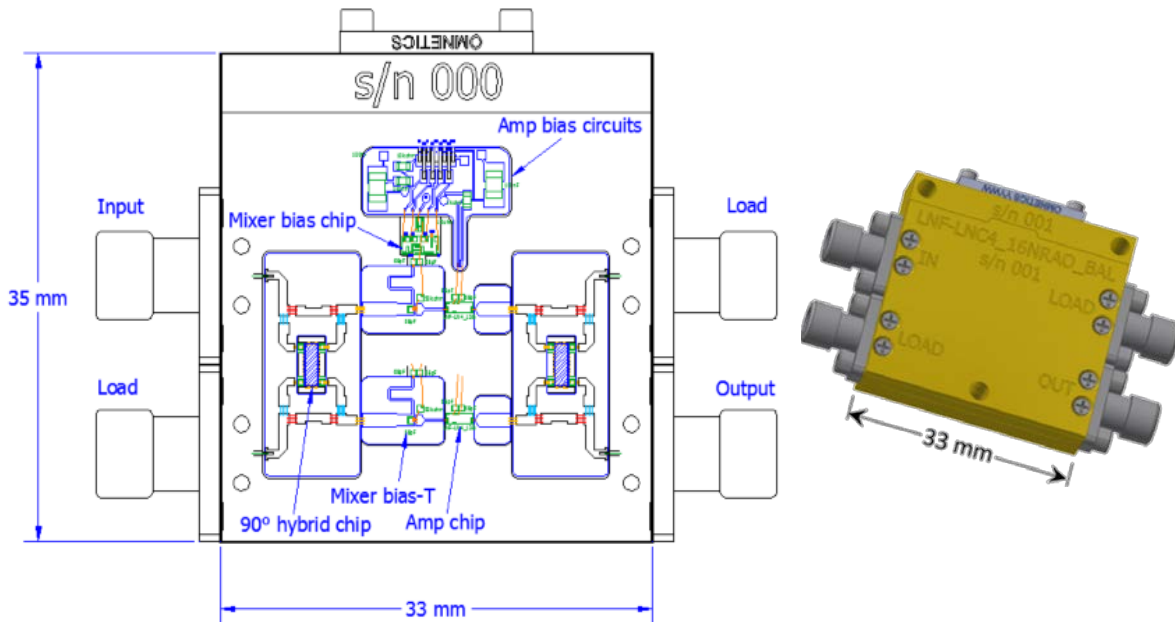 OMNETICS
s/n 000
Amp bias circuits
Input
Mixer bias chip
Load
35 mm
Load
Output
Mixer bias-T
90° hybrid chip
Amp chip
33 mm
s/n 001
LNF-LNC4_16NRAO_BAL
s/n 001
IN
LOAD
LOAD
OUT
33 mm